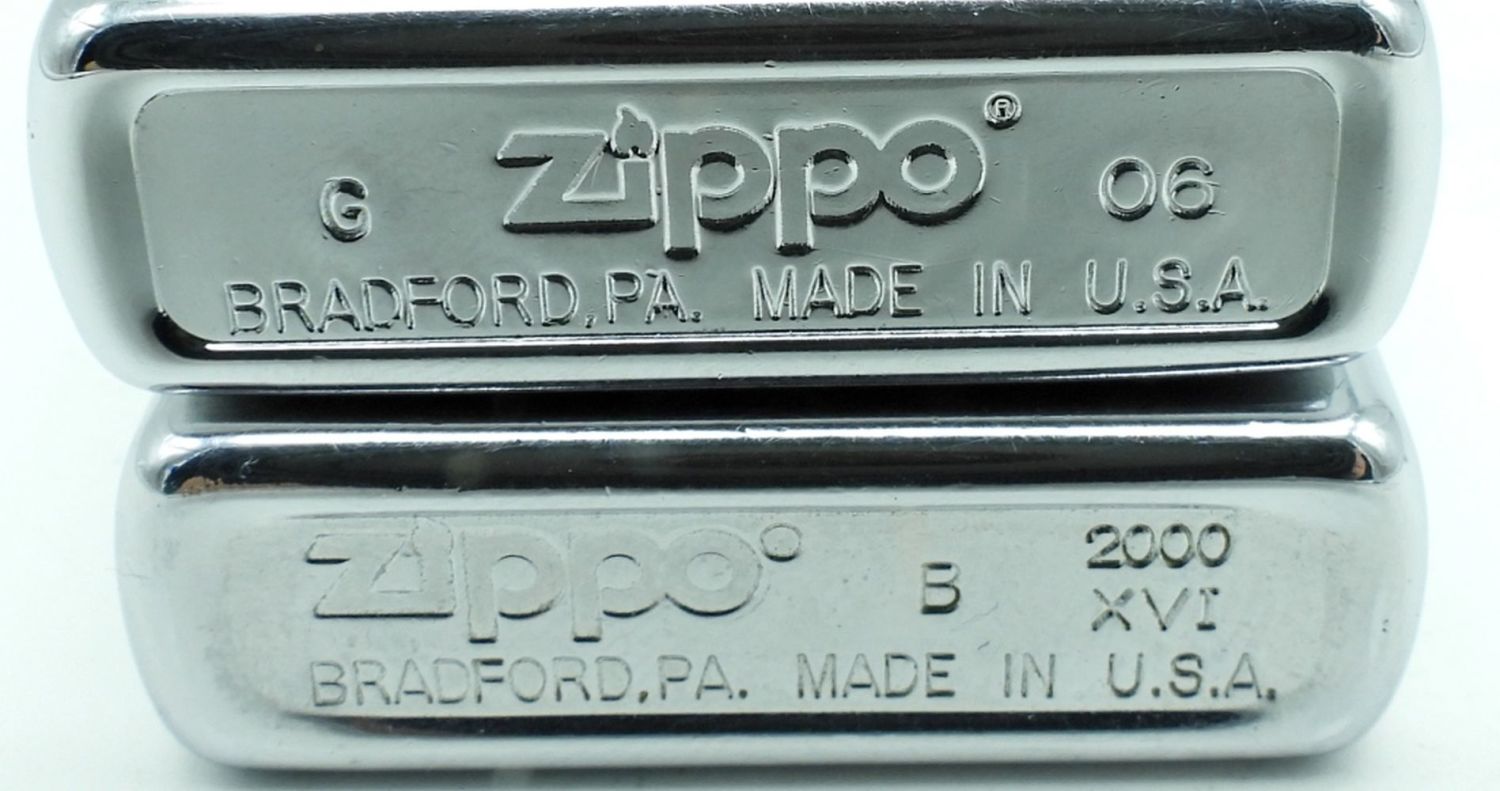 G Zippo® 06
BRADFORD, PA. MADE IN U.S.A.
Zippo B 2000
XVI
BRADFORD, PA. MADE IN U.S.A.